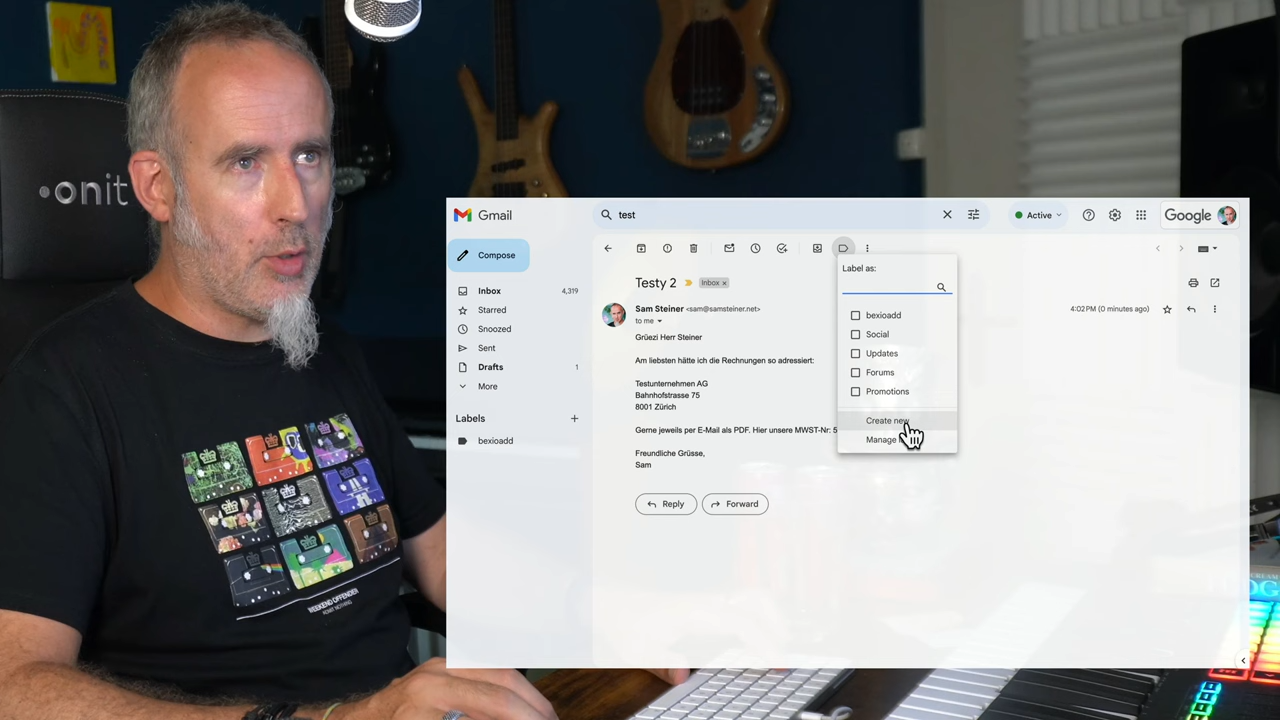 onit
WEEKEND OFFENDER
Gmail
test
Active
Google
Compose
Inbox 4,319
Starred
Snoozed
Sent
Drafts 1
More
Labels
bexioadd
Testy 2 Inbox ×
Sam Steiner <sam@samsteiner.net> 4:02 PM (0 minutes ago)
to me
Grüezi Herr Steiner
Am liebsten hätte ich die Rechnungen so adressiert:
Testunternehmen AG
Bahnhofstrasse 75
8001 Zürich
Gerne jeweils per E-Mail als PDF. Hier unsere MWST-Nr: 5
Freundliche Grüsse,
Sam
Reply
Forward
Label as:
bexioadd
Social
Updates
Forums
Promotions
Create new
Manage